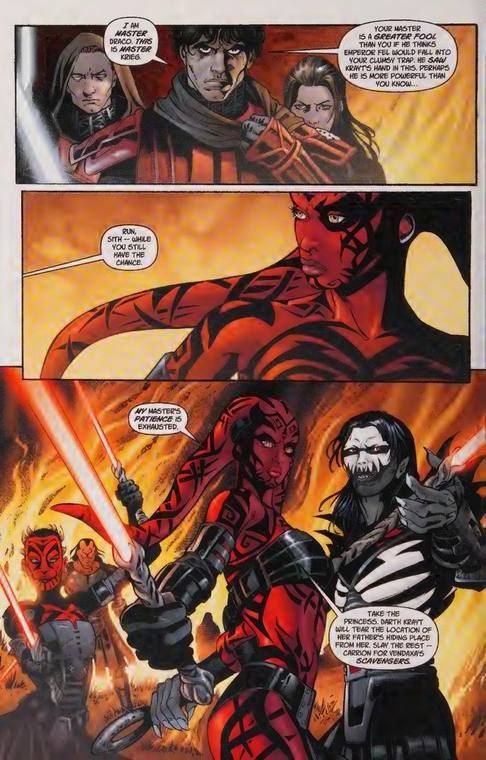 I AM
MASTER
DRACO. THIS
IS MASTER
KRIEG.
YOUR MASTER
IS A GREATER FOOL
THAN YOU IF HE THINKS
EMPEROR FEL WOULD FALL INTO
YOUR CLUMSY TRAP. HE SAW
KRAYT'S HAND IN THIS. PERHAPS
HE IS MORE POWERFUL THAN
YOU KNOW...
RUN,
SITH -- WHILE
YOU STILL
HAVE THE
CHANCE.
MY MASTER'S
PATIENCE IS
EXHAUSTED.
TAKE THE
PRINCESS. DARTH KRAYT
WILL TEAR THE LOCATION OF
HER FATHER'S HIDING PLACE
FROM HER. SLAY THE REST --
CARRION FOR VENDAXA'S
SCAVENGERS.